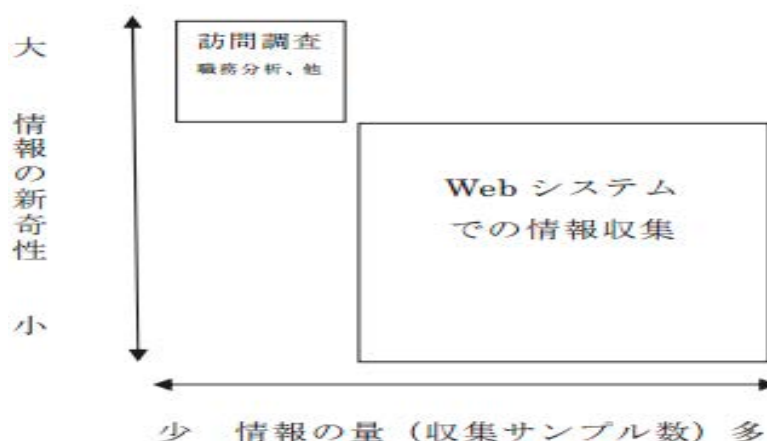 大 情報の新奇性 小
訪問調査
職務分析、他
Web システム
での情報収集
少 情報の量（収集サンプル数）多